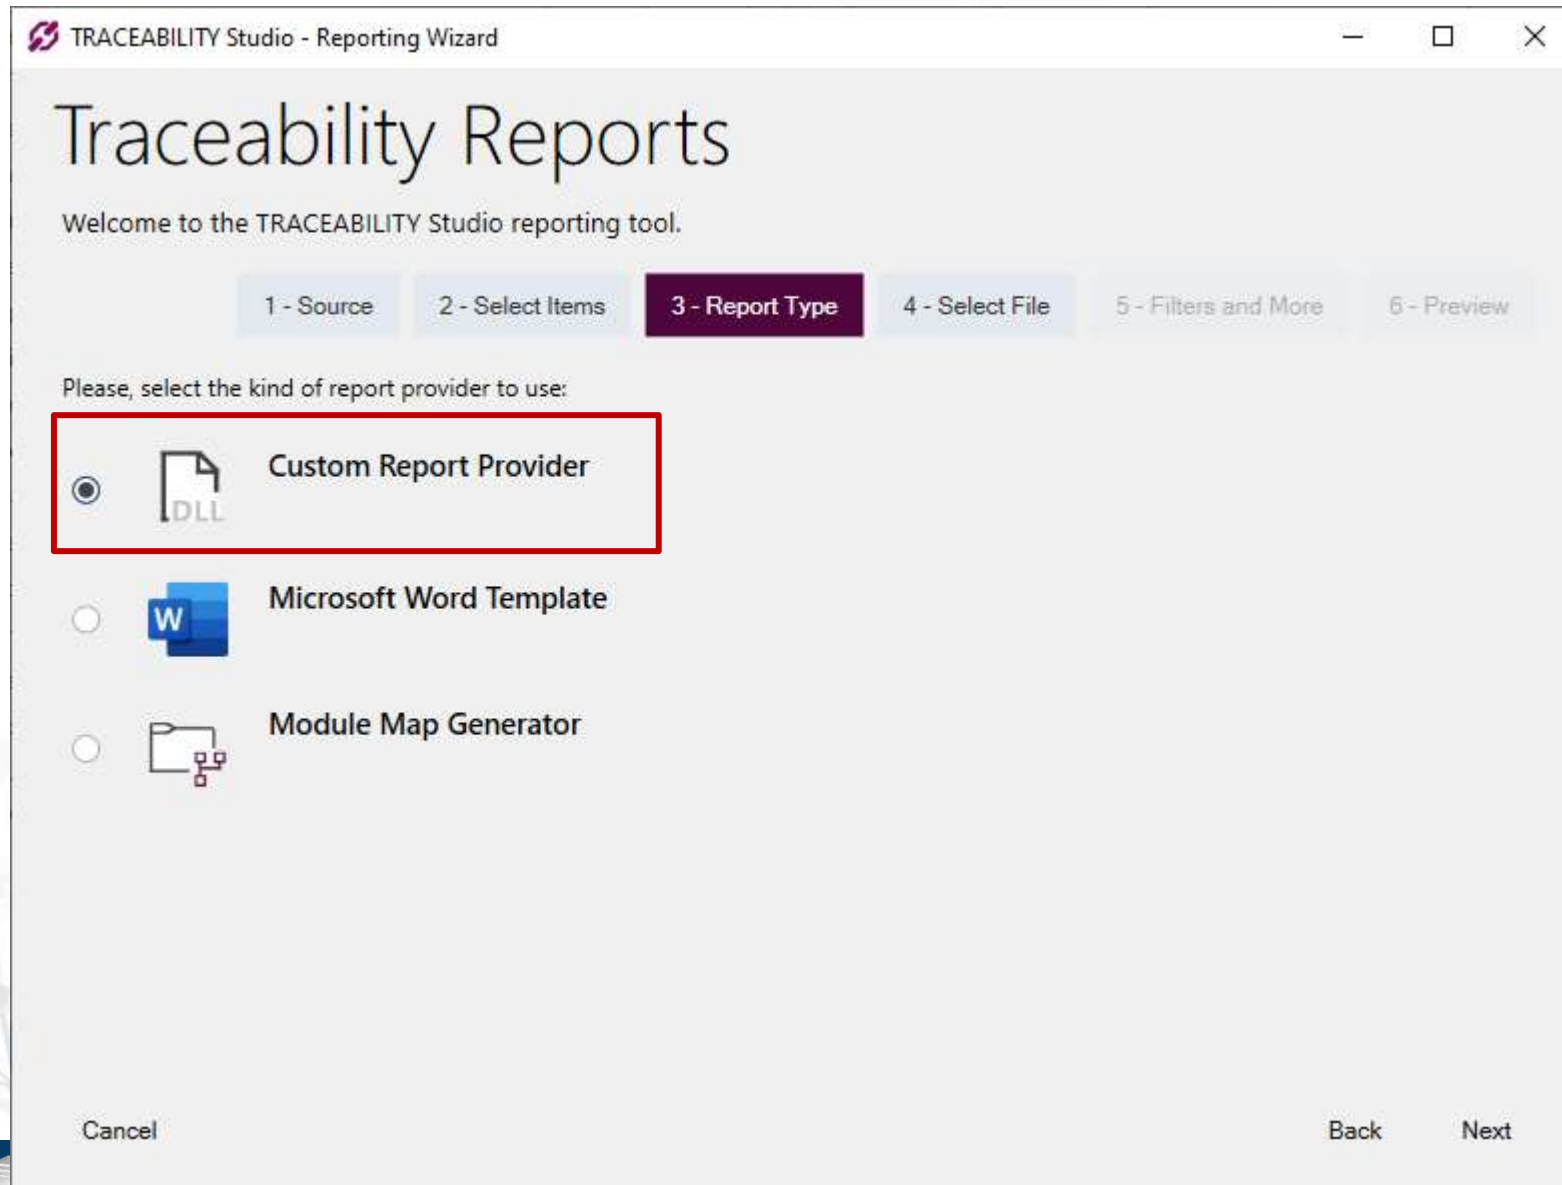 TRACEABILITY Studio - Reporting Wizard
Traceability Reports
Welcome to the TRACEABILITY Studio reporting tool.
1 - Source 2 - Select Items 3 - Report Type 4 - Select File 5 - Filters and More 6 - Preview
Please, select the kind of report provider to use:
Custom Report Provider
DLL
Microsoft Word Template
W
Module Map Generator
Cancel Back Next